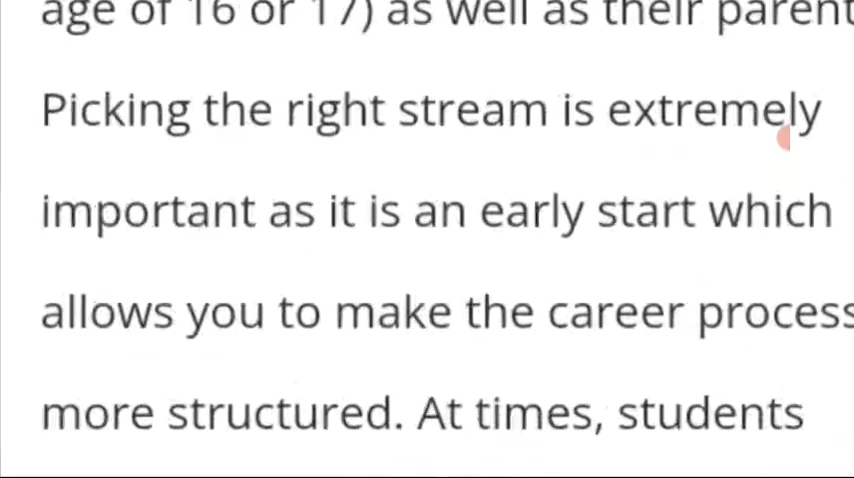 age of 16 or 17) as well as their parent
Picking the right stream is extremely
important as it is an early start which
allows you to make the career process
more structured. At times, students